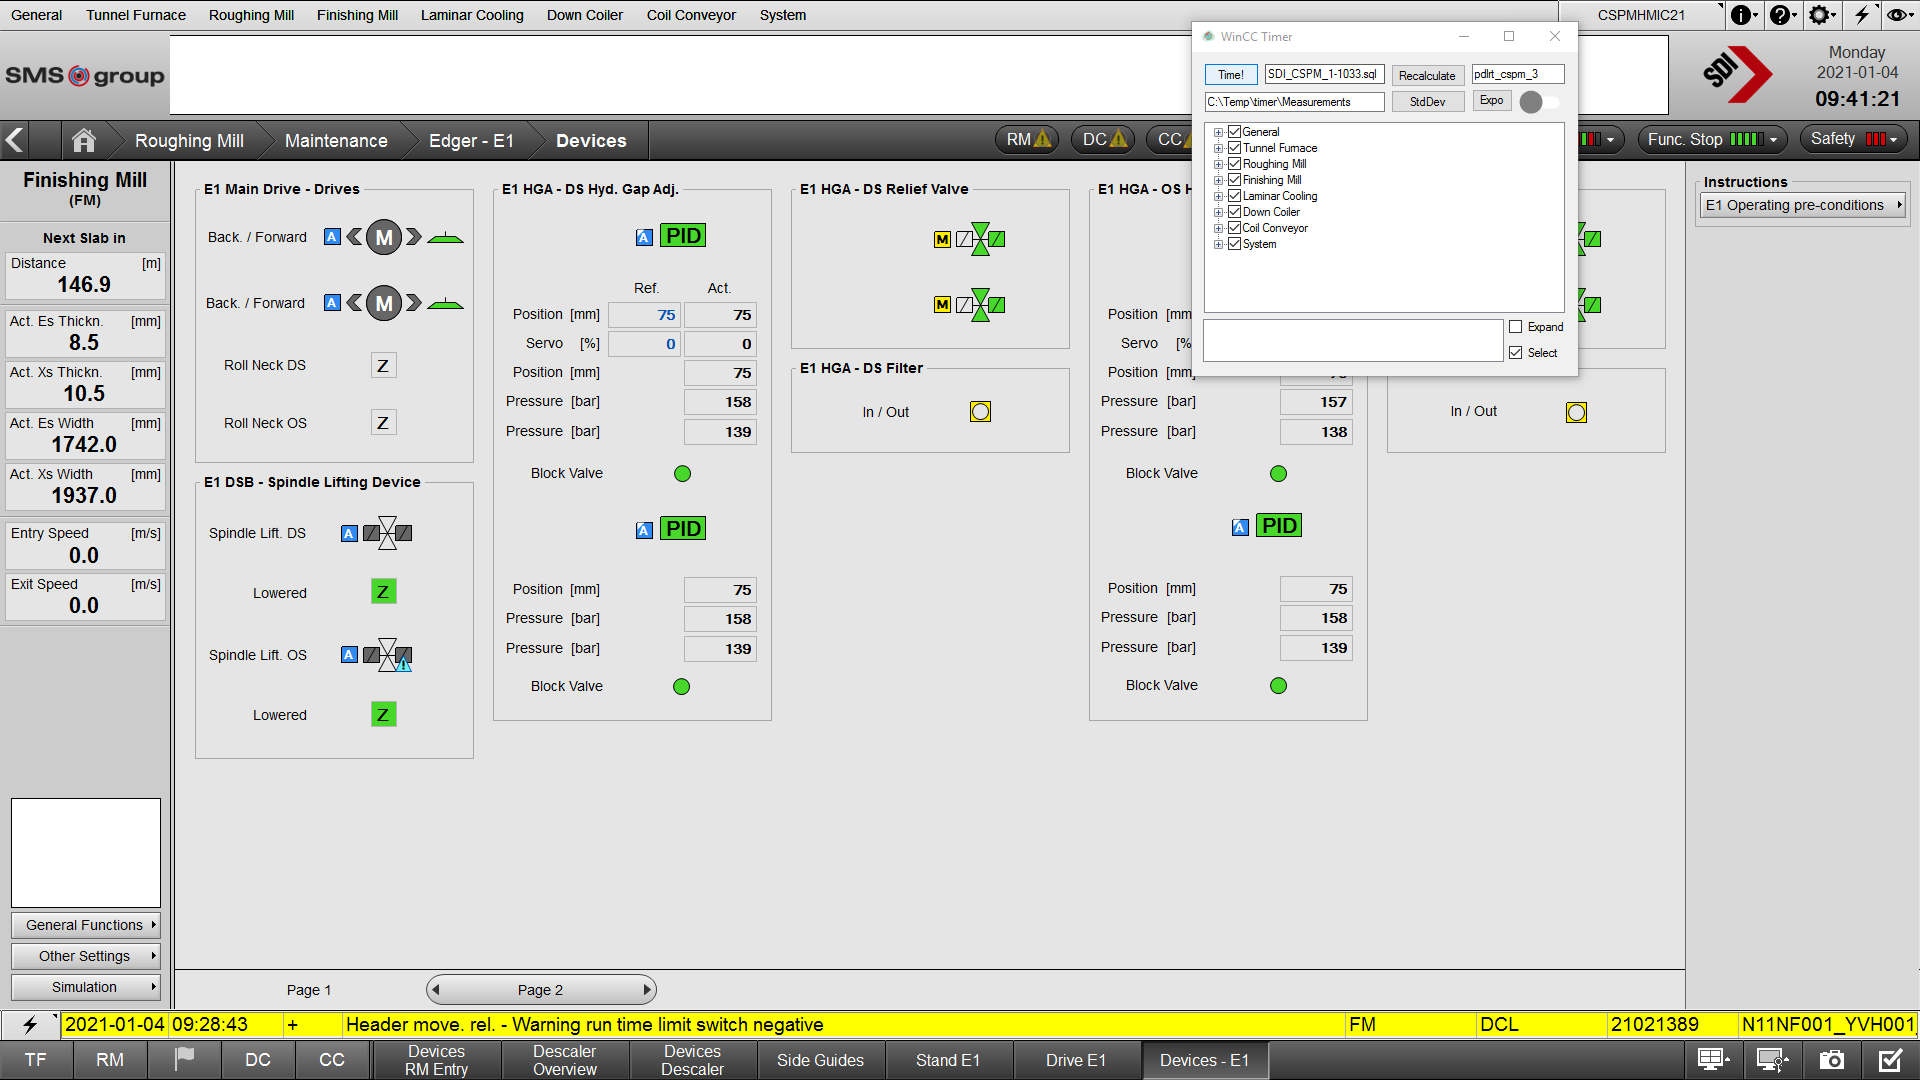 General Tunnel Furnace Roughing Mill Finishing Mill Laminar Cooling Down Coiler Coil Conveyor System CSPMHMIC21
SMS group
SDI
Monday
2021-01-04
09:41:21
Roughing Mill Maintenance Edger - E1 Devices RM DC CC Func. Stop Safety
WinCC Timer
Time! SDI_CSPM_1-1033.sql Recalculate pdlrt_cspm_3
C:\Temp\timer\Measurements StdDev Expo
General
Tunnel Furnace
Roughing Mill
Finishing Mill
Laminar Cooling
Down Coiler
Coil Conveyor
System
Expand
Select
Finishing Mill
(FM)
Next Slab in
Distance [m]
146.9
Act. Es Thickn. [mm]
8.5
Act. Xs Thickn. [mm]
10.5
Act. Es Width [mm]
1742.0
Act. Xs Width [mm]
1937.0
Entry Speed [m/s]
0.0
Exit Speed [m/s]
0.0
General Functions
Other Settings
Simulation
E1 Main Drive - Drives
Back. / Forward A M
Back. / Forward A M
Roll Neck DS Z
Roll Neck OS Z
E1 DSB - Spindle Lifting Device
Spindle Lift. DS A
Lowered Z
Spindle Lift. OS A
Lowered Z
E1 HGA - DS Hyd. Gap Adj.
A PID
Ref. Act.
Position [mm] 75 75
Servo [%] 0 0
Position [mm] 75
Pressure [bar] 158
Pressure [bar] 139
Block Valve
A PID
Position [mm] 75
Pressure [bar] 158
Pressure [bar] 139
Block Valve
E1 HGA - DS Relief Valve
M
M
E1 HGA - DS Filter
In / Out
E1 HGA - OS
Position [mm
Servo [%
Position [mm]
Pressure [bar] 157
Pressure [bar] 138
Block Valve
A PID
Position [mm] 75
Pressure [bar] 158
Pressure [bar] 139
Block Valve
In / Out
Instructions
E1 Operating pre-conditions
Page 1 Page 2
2021-01-04 09:28:43 + Header move. rel. - Warning run time limit switch negative FM DCL 21021389 N11NF001_YVH001
TF RM DC CC
Devices
RM Entry
Descaler
Overview
Devices
Descaler
Side Guides
Stand E1
Drive E1
Devices - E1